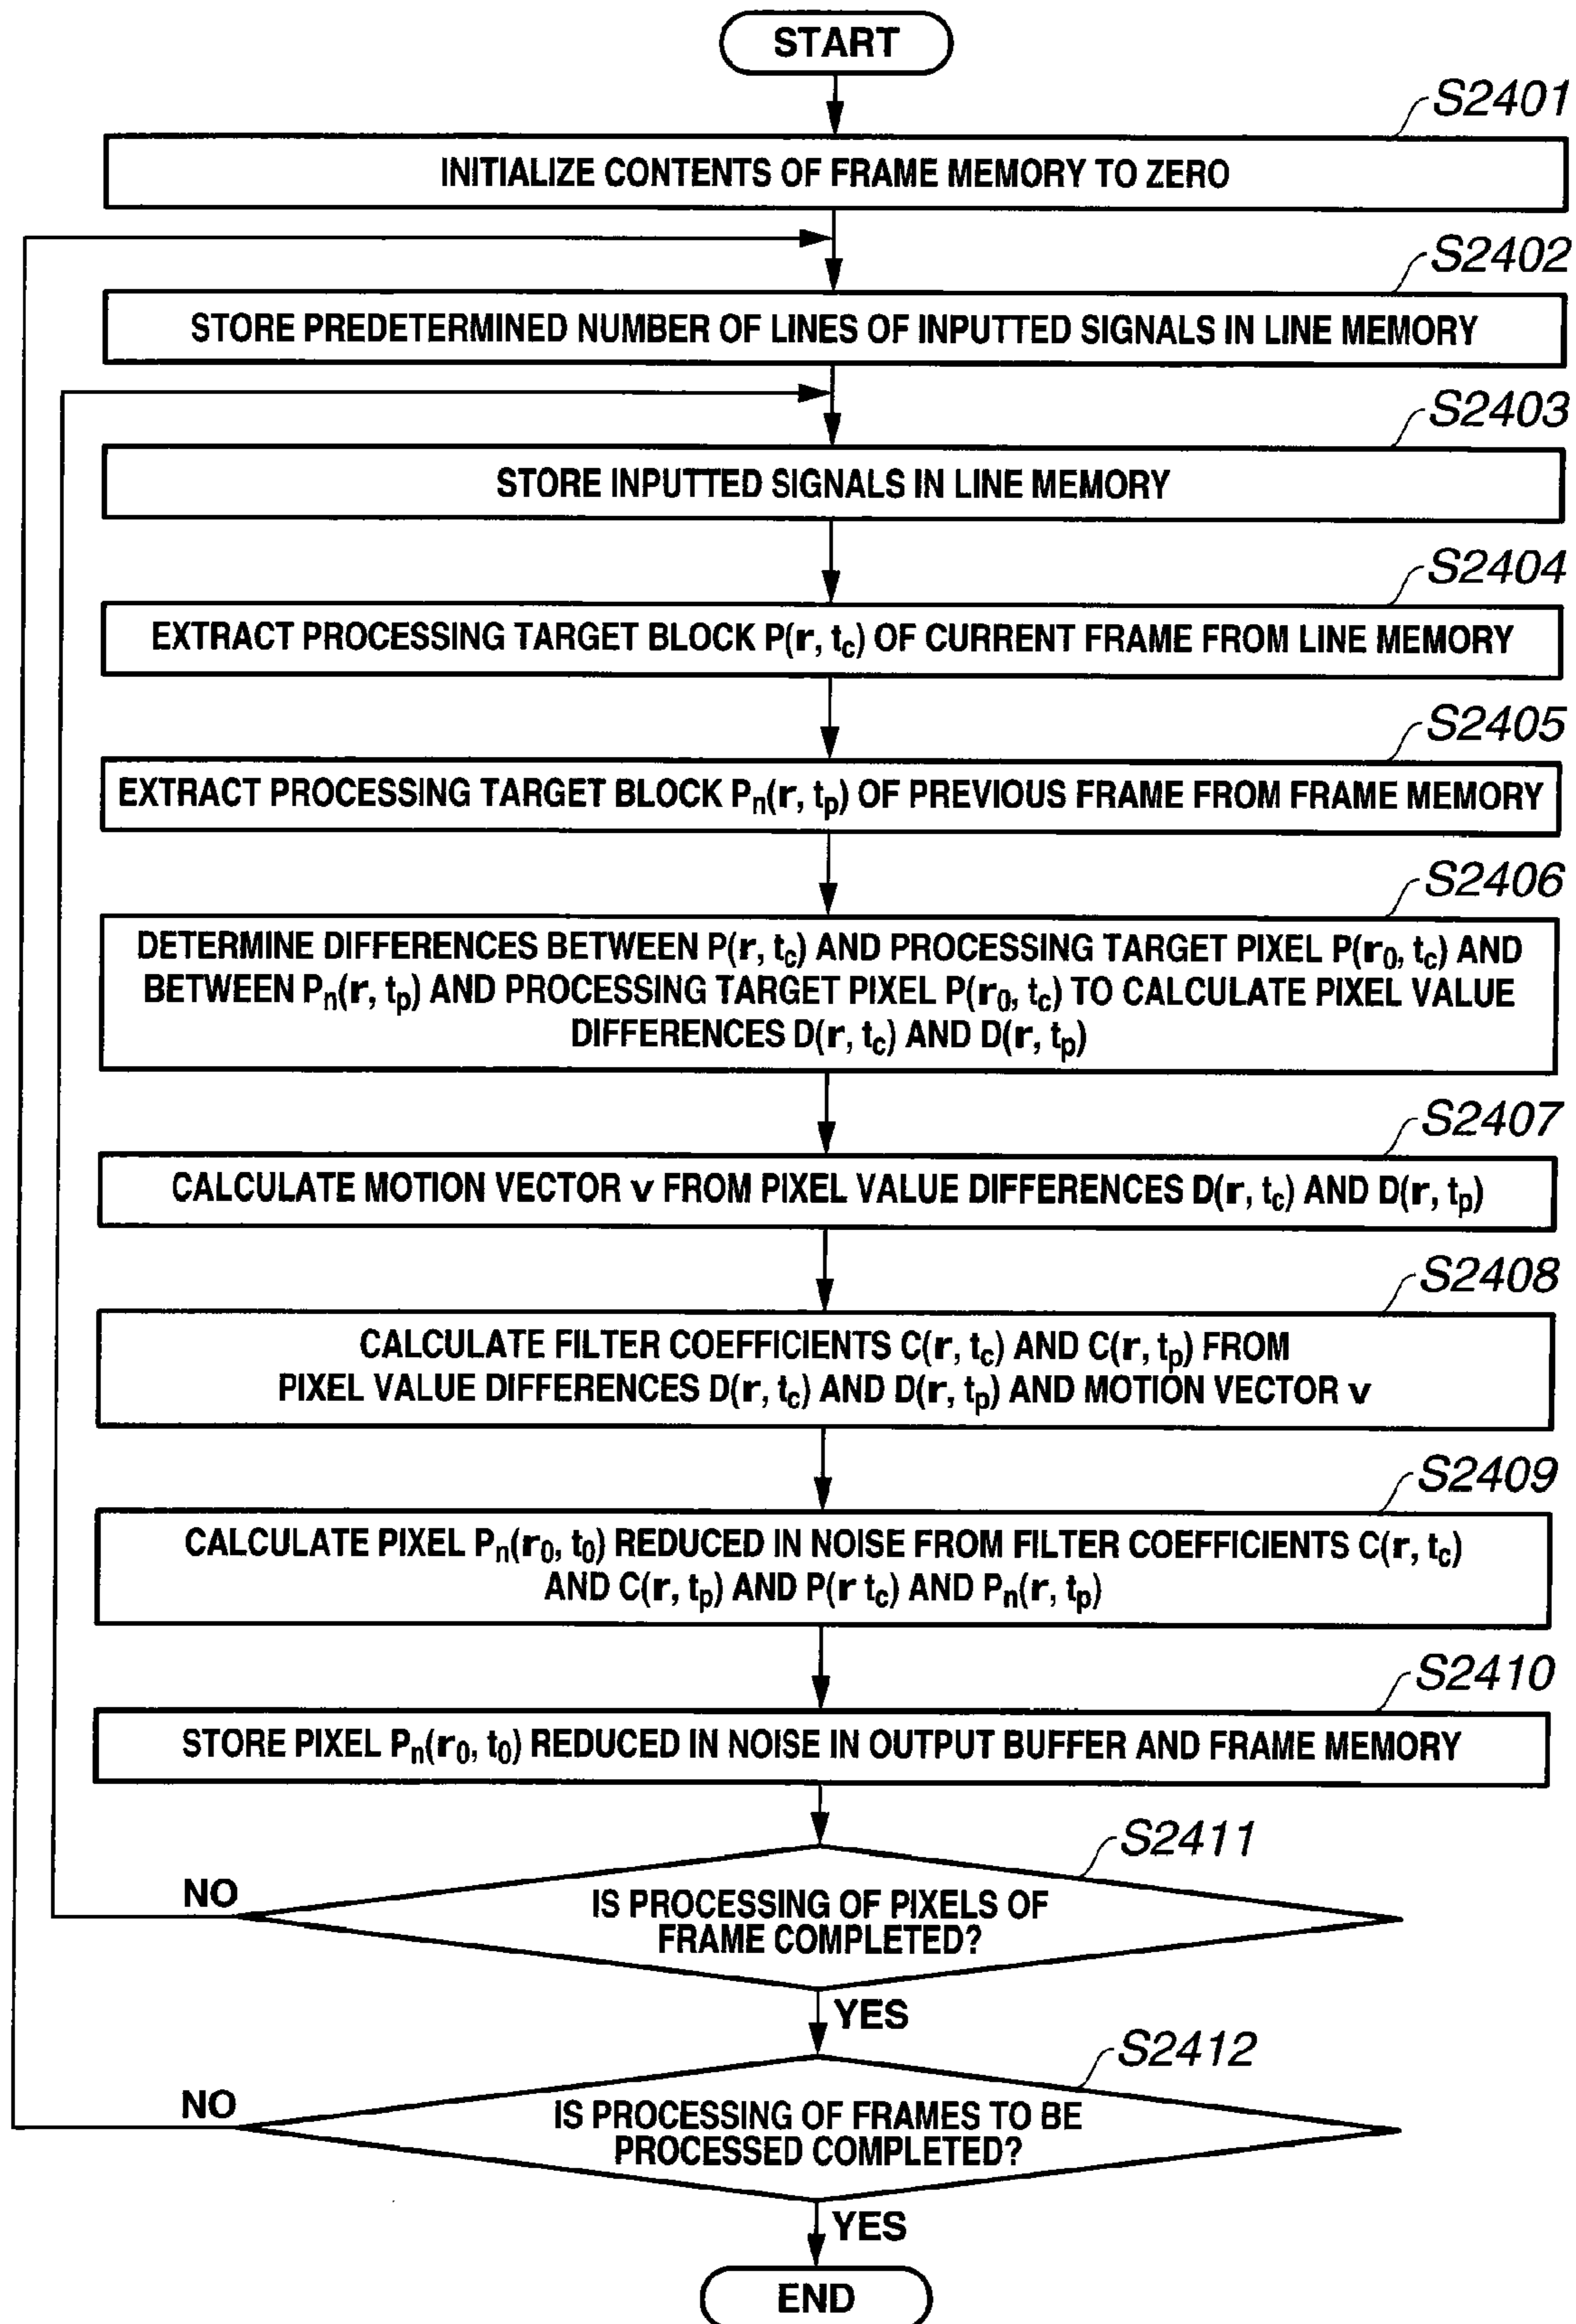 START
S2401
INITIALIZE CONTENTS OF FRAME MEMORY TO ZERO
S2402
STORE PREDETERMINED NUMBER OF LINES OF INPUTTED SIGNALS IN LINE MEMORY
S2403
STORE INPUTTED SIGNALS IN LINE MEMORY
S2404
EXTRACT PROCESSING TARGET BLOCK P(r, tc) OF CURRENT FRAME FROM LINE MEMORY
S2405
EXTRACT PROCESSING TARGET BLOCK Pn(r, tp) OF PREVIOUS FRAME FROM FRAME MEMORY
S2406
DETERMINE DIFFERENCES BETWEEN P(r, tc) AND PROCESSING TARGET PIXEL P(r0, tc) AND
BETWEEN Pn(r, tp) AND PROCESSING TARGET PIXEL P(r0, tc) TO CALCULATE PIXEL VALUE
DIFFERENCES D(r, tc) AND D(r, tp)
S2407
CALCULATE MOTION VECTOR v FROM PIXEL VALUE DIFFERENCES D(r, tc) AND D(r, tp)
S2408
CALCULATE FILTER COEFFICIENTS C(r, tc) AND C(r, tp) FROM
PIXEL VALUE DIFFERENCES D(r, tc) AND D(r, tp) AND MOTION VECTOR v
S2409
CALCULATE PIXEL Pn(r0, t0) REDUCED IN NOISE FROM FILTER COEFFICIENTS C(r, tc)
AND C(r, tp) AND P(r tc) AND Pn(r, tp)
S2410
STORE PIXEL Pn(r0, t0) REDUCED IN NOISE IN OUTPUT BUFFER AND FRAME MEMORY
S2411
NO
IS PROCESSING OF PIXELS OF
FRAME COMPLETED?
YES
S2412
NO
IS PROCESSING OF FRAMES TO BE
PROCESSED COMPLETED?
YES
END